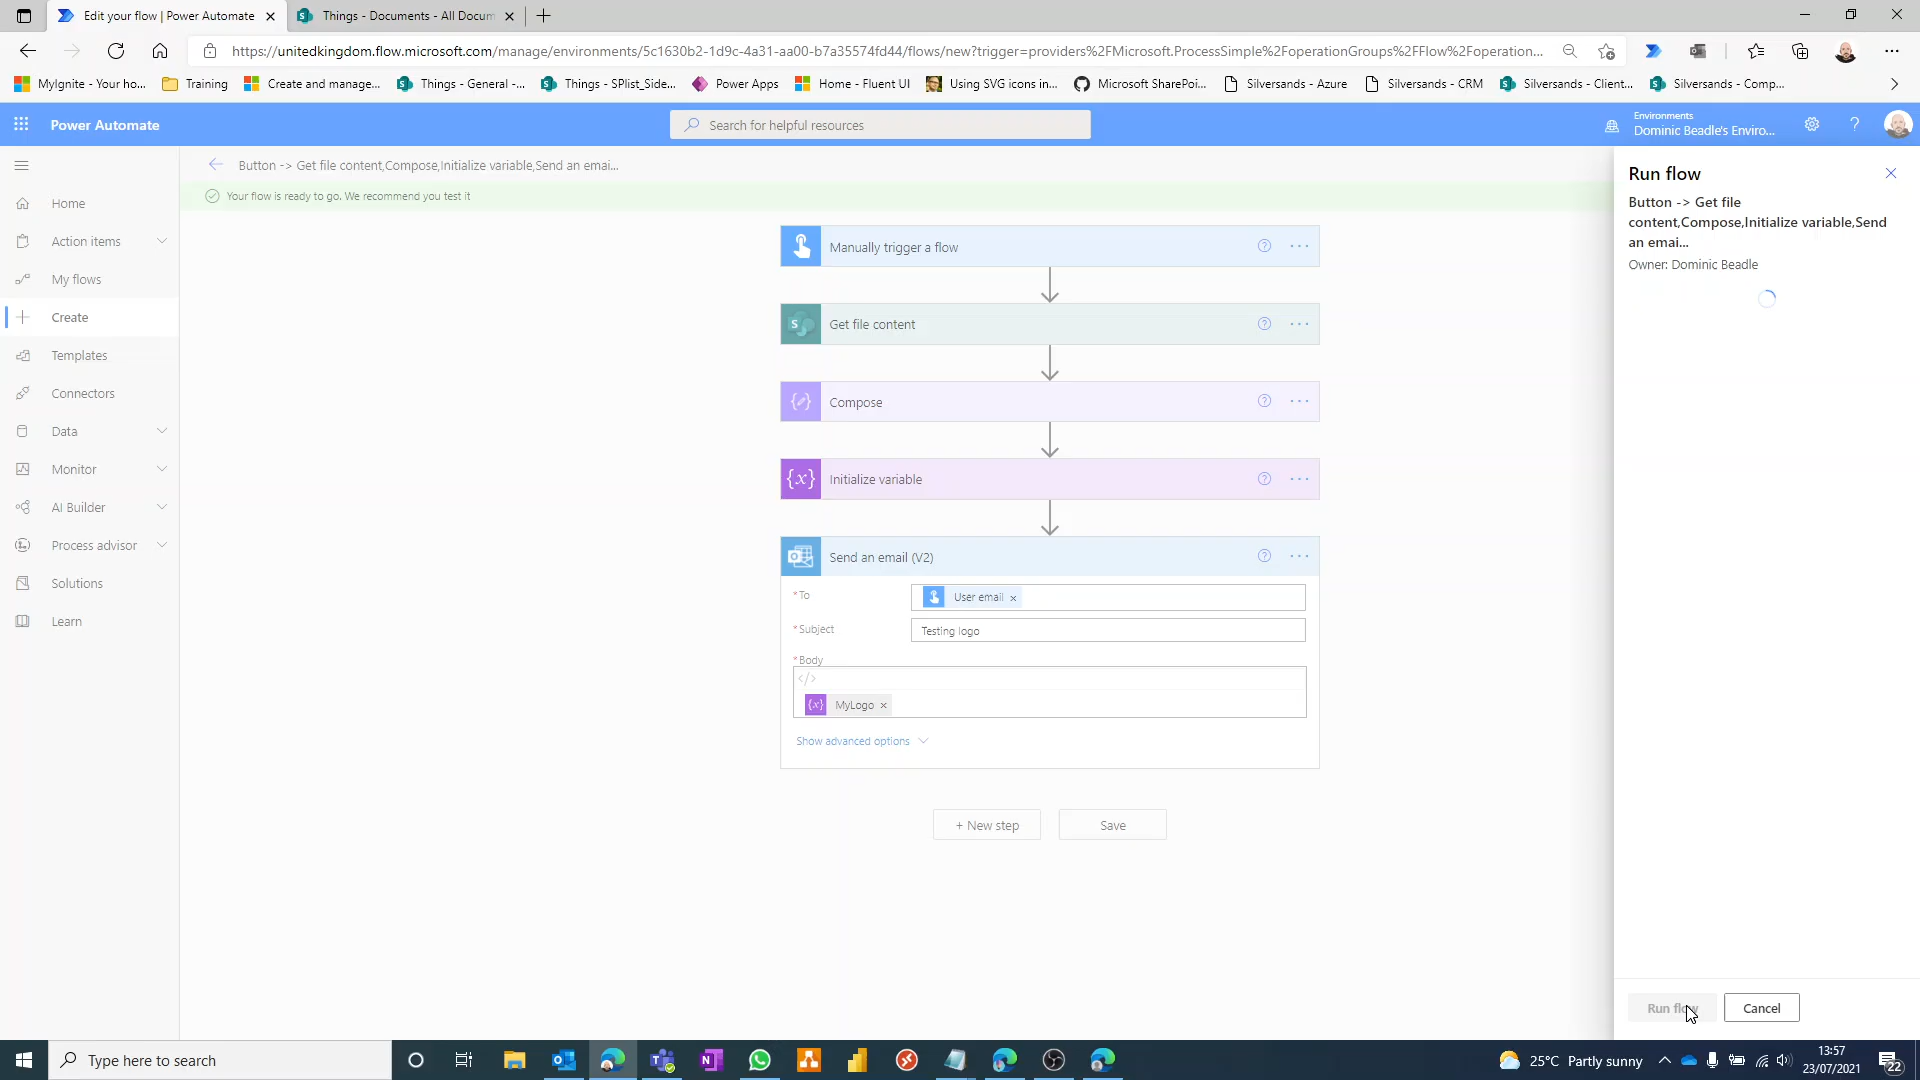 Edit your flow | Power Automate
Things - Documents - All Docum
https://unitedkingdom.flow.microsoft.com/manage/environments/5c1630b2-1d9c-4a31-aa00-b7a35574fd44/flows/new?trigger=providers%2FMicrosoft.ProcessSimple%2FoperationGroups%2FFlow%2Foperation...
MyIgnite - Your ho...
Training
Create and manage...
Things - General -...
Things - SPlist_Side...
Power Apps
Home - Fluent UI
Using SVG icons in...
Microsoft SharePoi...
Silversands - Azure
Silversands - CRM
Silversands - Client...
Silversands - Comp...
Power Automate
Search for helpful resources
Environments
Dominic Beadle's Enviro...
Button -> Get file content,Compose,Initialize variable,Send an emai...
Your flow is ready to go. We recommend you test it
Home
Action items
My flows
Create
Templates
Connectors
Data
Monitor
AI Builder
Process advisor
Solutions
Learn
Manually trigger a flow
Get file content
Compose
Initialize variable
Send an email (V2)
* To
User email ×
* Subject
Testing logo
* Body
</>
MyLogo ×
Show advanced options
+ New step
Save
Run flow
Button -> Get file
content,Compose,Initialize variable,Send
an emai...
Owner: Dominic Beadle
Run flow
Cancel
Type here to search
25°C Partly sunny
13:57
23/07/2021
22